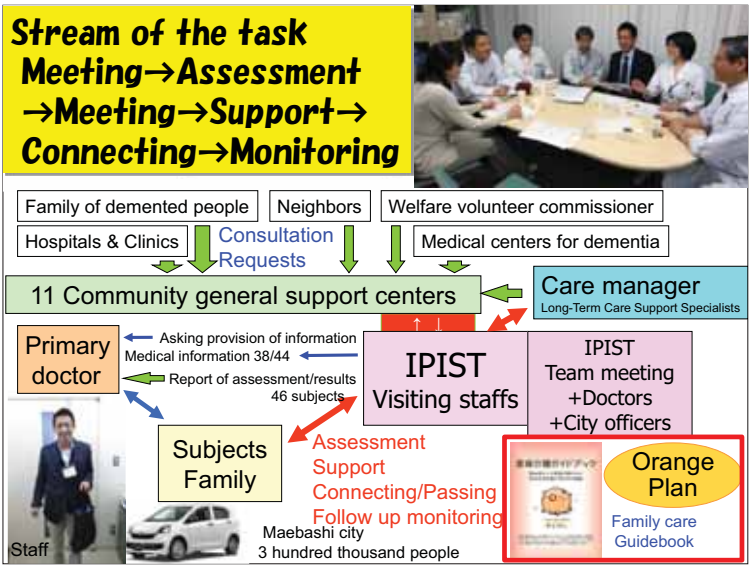 Stream of the task
Meeting→Assessment
→Meeting→Support→
Connecting→Monitoring
Family of demented people
Neighbors
Welfare volunteer commissioner
Hospitals & Clinics
Consultation
Requests
Medical centers for dementia
11 Community general support centers
Care manager
Long-Term Care Support Specialists
↑ ↓
Primary
doctor
Asking provision of information
Medical information 38/44
Report of assessment/results
46 subjects
IPIST
Visiting staffs
IPIST
Team meeting
+Doctors
+City officers
Subjects
Family
Assessment
Support
Connecting/Passing
Follow up monitoring
Orange
Plan
Family care
Guidebook
Staff
Maebashi city
3 hundred thousand people